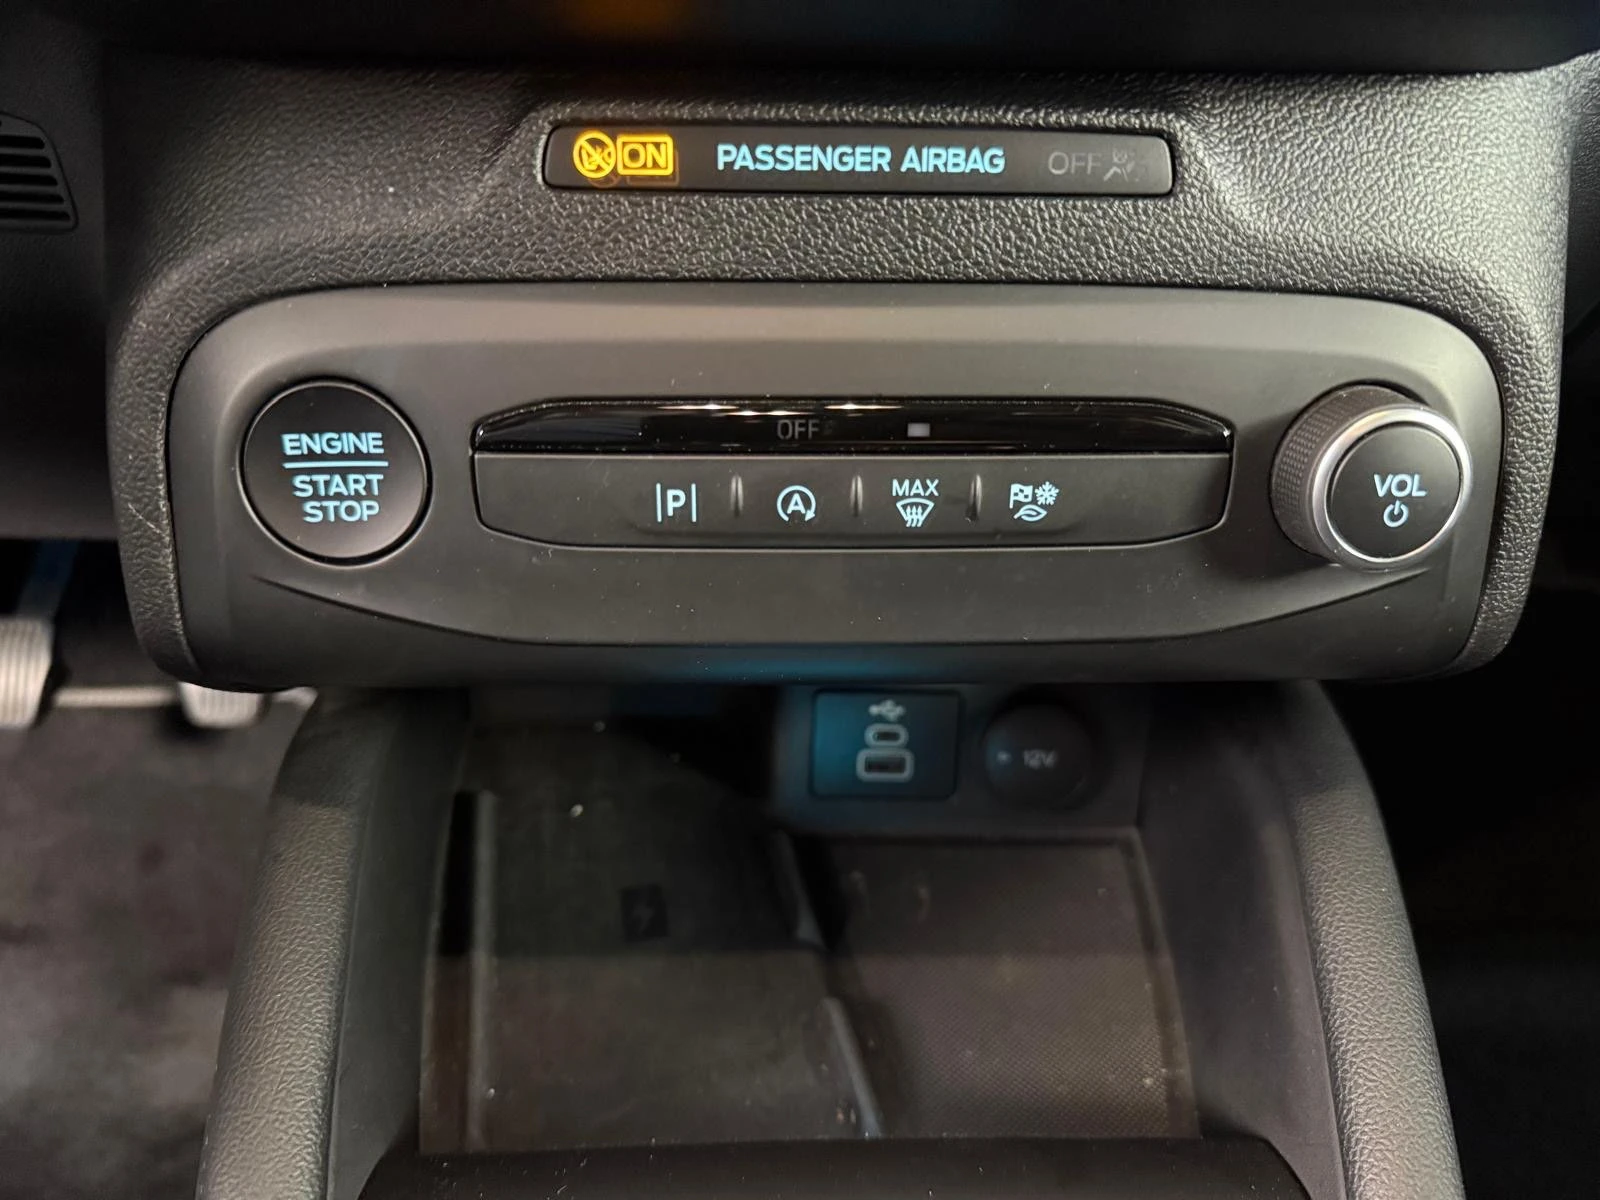 ON PASSENGER AIRBAG OFF
OFF
ENGINE
START
STOP
P
A
MAX
VOL
12V